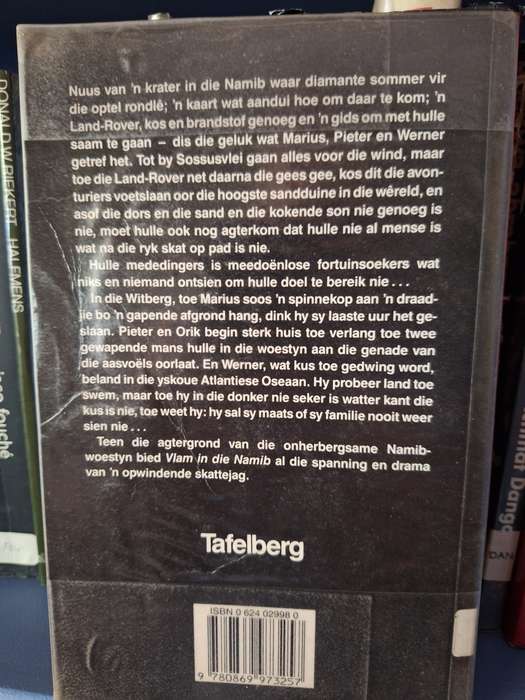 Nuus van 'n krater in die Namib waar diamante sommer vir
die optel rondlê; 'n kaart wat aandui hoe om daar te kom; 'n
Land-Rover, kos en brandstof genoeg en 'n gids om met hulle
saam te gaan – dis die geluk wat Marius, Pieter en Werner
getref het. Tot by Sossusvlei gaan alles voor die wind, maar
toe die Land-Rover net daarna die gees gee, kos dit die avon-
turiers voetslaan oor die hoogste sandduine in die wêreld, en
asof die dors en die sand en die kokende son nie genoeg is
nie, moet hulle ook nog agterkom dat hulle nie al mense is
wat na die ryk skat op pad is nie.
Hulle mededingers is meedoënlose fortuinsoekers wat
niks en niemand ontsien om hulle doel te bereik nie . . .
In die Witberg, toe Marius soos 'n spinnekop aan 'n draad-
jie bo 'n gapende afgrond hang, dink hy sy laaste uur het ge-
slaan. Pieter en Orik begin sterk huis toe verlang toe twee
gewapende mans hulle in die woestyn aan die genade van
die aasvoëls oorlaat. En Werner, wat kus toe gedwing word,
beland in die yskoue Atlantiese Oseaan. Hy probeer land toe
swem, maar toe hy in die donker nie seker is watter kant die
kus is nie, toe weet hy: hy sal sy maats of sy familie nooit weer
sien nie . . .
Teen die agtergrond van die onherbergsame Namib-
woestyn bied Vlam in die Namib al die spanning en drama
van 'n opwindende skattejag.
Tafelberg
ISBN 0 624 02998 0
9 780869 973257
DONALD W RIEKERT HALEMENS
fouché
DAN